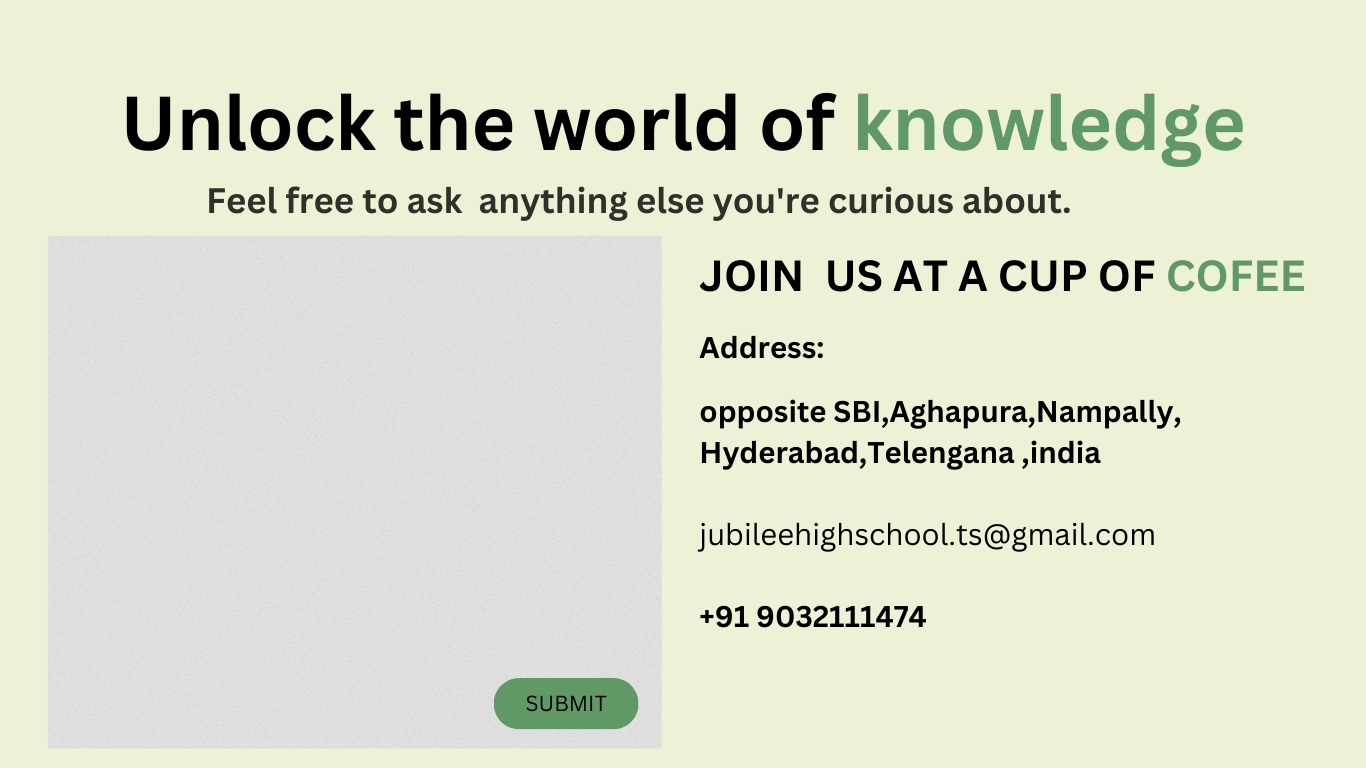 Unlock the world of knowledge
Feel free to ask  anything else you're curious about.
JOIN  US AT A CUP OF COFEE
Address:
opposite SBI,Aghapura,Nampally,
Hyderabad,Telengana ,india
jubileehighschool.ts@gmail.com
+91 9032111474
SUBMIT